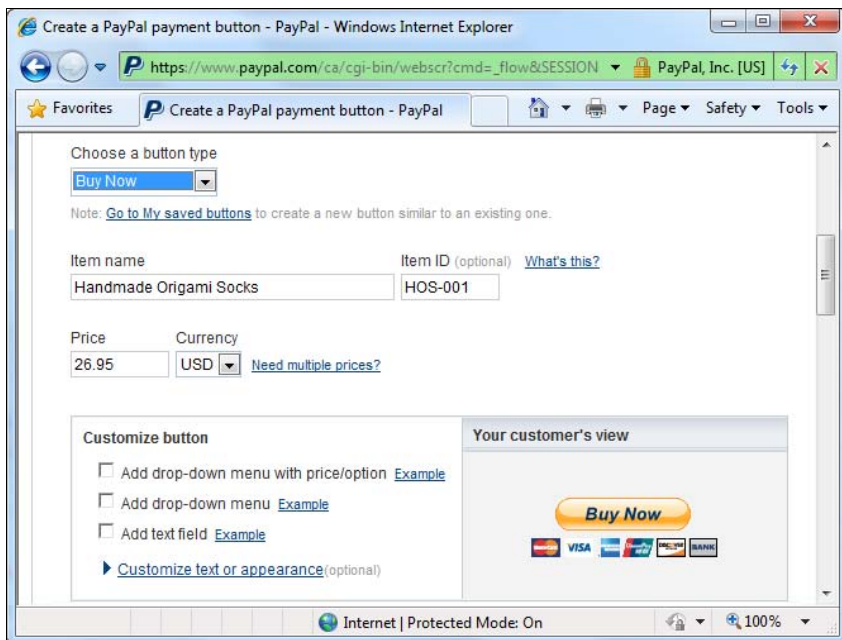 Create a PayPal payment button - PayPal - Windows Internet Explorer
https://www.paypal.com/ca/cgi-bin/webscr?cmd=_flow&SESSION PayPal, Inc. [US]
Favorites Create a PayPal payment button - PayPal Page Safety Tools
Choose a button type
Buy Now
Note: Go to My saved buttons to create a new button similar to an existing one.
Item name Item ID (optional) What's this?
Handmade Origami Socks HOS-001
Price Currency
26.95 USD Need multiple prices?
Customize button Your customer's view
Add drop-down menu with price/option Example
Add drop-down menu Example
Buy Now
Add text field Example
VISA BANK
Customize text or appearance(optional)
Internet | Protected Mode: On 100%